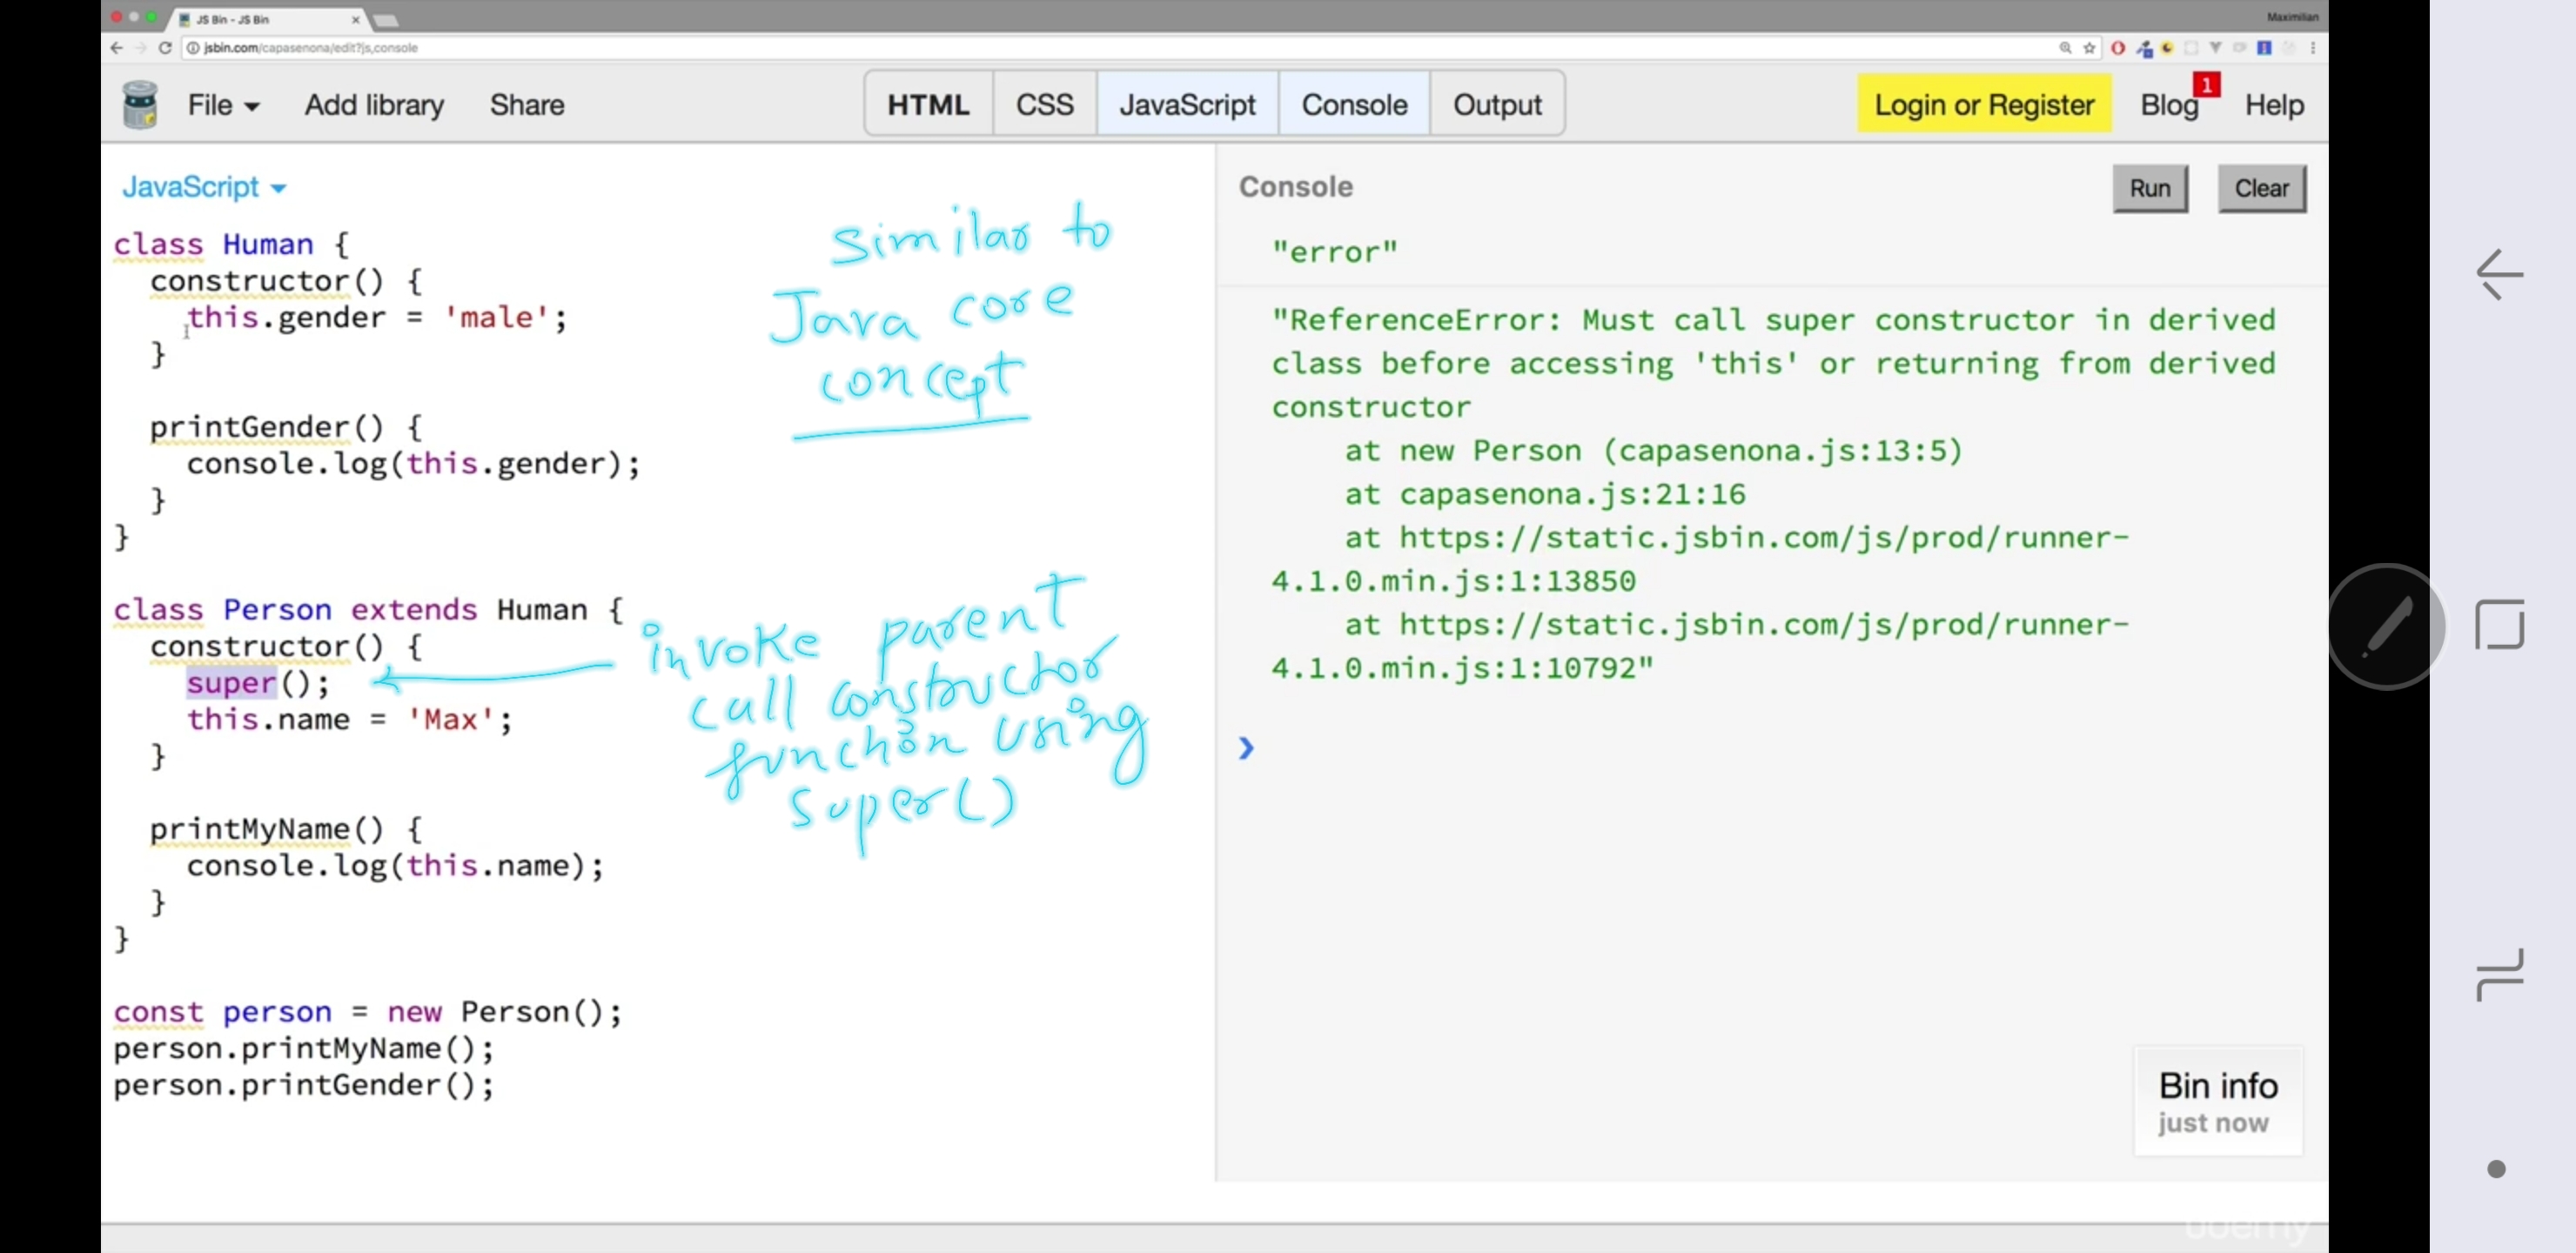 JS Bin - JS Bin
Maximilian
jsbin.com/capasenona/edit?js,console
File Add library Share HTML CSS JavaScript Console Output Login or Register Blog 1 Help
JavaScript
class Human {
constructor() {
this.gender = 'male';
}
printGender() {
console.log(this.gender);
}
}
class Person extends Human {
constructor() {
super();
this.name = 'Max';
}
printMyName() {
console.log(this.name);
}
}
const person = new Person();
person.printMyName();
person.printGender();
Similar to
Java core
concept
invoke parent
call constructor
function using
super()
Console
Run Clear
"error"
"ReferenceError: Must call super constructor in derived
class before accessing 'this' or returning from derived
constructor
at new Person (capasenona.js:13:5)
at capasenona.js:21:16
at https://static.jsbin.com/js/prod/runner-
4.1.0.min.js:1:13850
at https://static.jsbin.com/js/prod/runner-
4.1.0.min.js:1:10792"
Bin info
just now
udemy